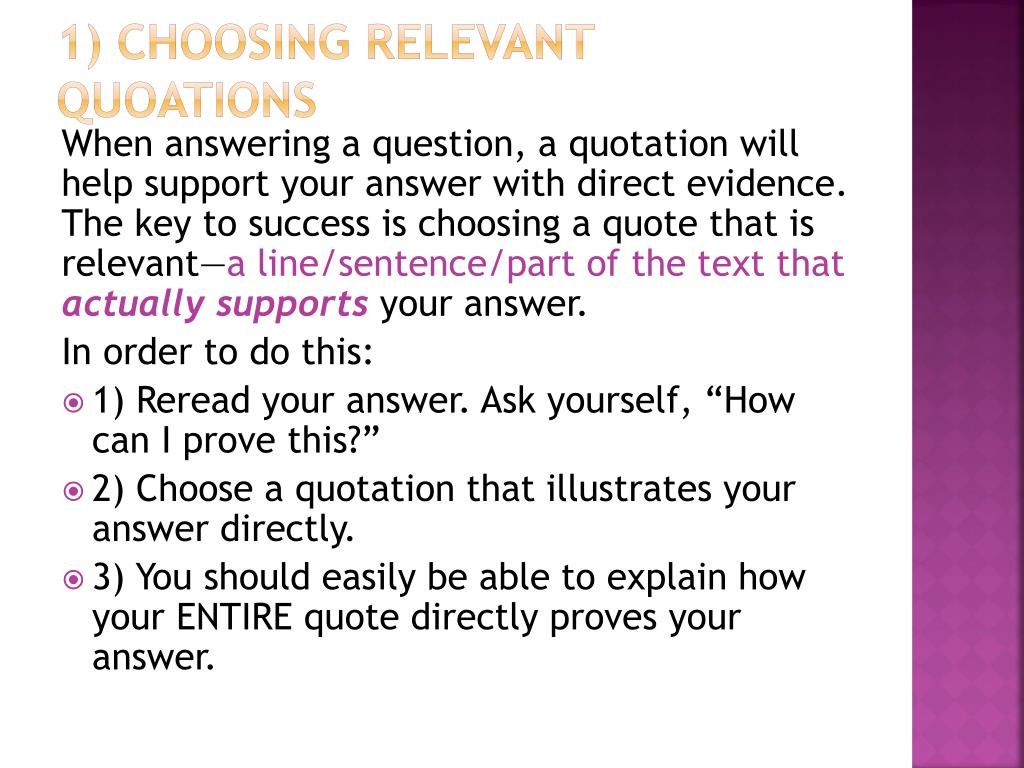 1) CHOOSING RELEVANT
QUOATIONS
When answering a question, a quotation will
help support your answer with direct evidence.
The key to success is choosing a quote that is
relevant—a line/sentence/part of the text that
actually supports your answer.
In order to do this:
1) Reread your answer. Ask yourself, “How
can I prove this?”
2) Choose a quotation that illustrates your
answer directly.
3) You should easily be able to explain how
your ENTIRE quote directly proves your
answer.